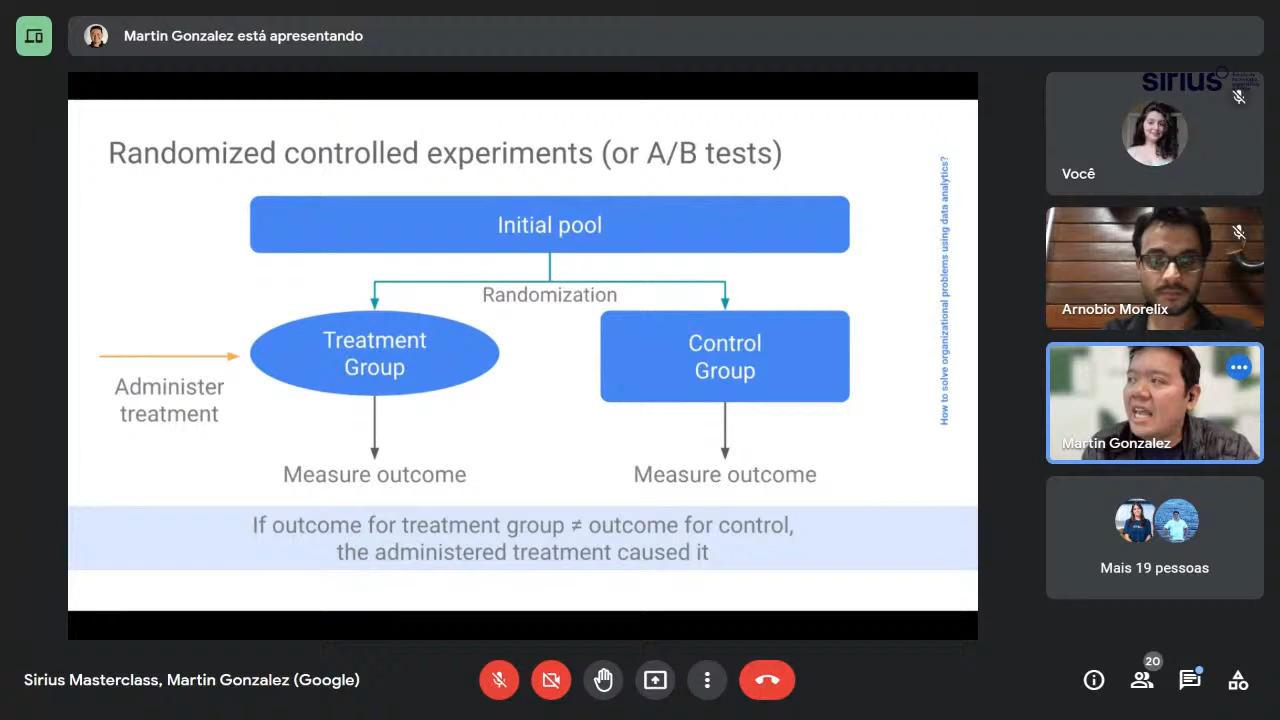 Martin Gonzalez está apresentando
Randomized controlled experiments (or A/B tests)
Initial pool
Randomization
Treatment
Group
Control
Group
Administer
treatment
Measure outcome
Measure outcome
If outcome for treatment group ≠ outcome for control,
the administered treatment caused it
How to solve organizational problems using data analytics?
sirius
Você
Arnobio Morelix
Martin Gonzalez
Mais 19 pessoas
Sirius Masterclass, Martin Gonzalez (Google)
20